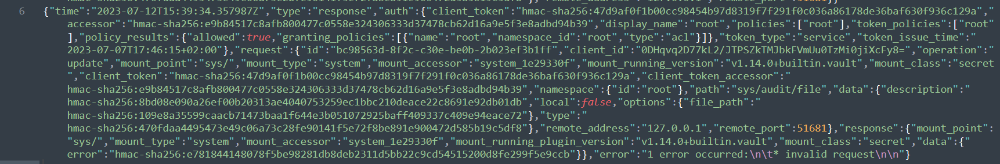 6 {"time":"2023-07-12T15:39:34.357987Z","type":"response","auth":{"client_token":"hmac-sha256:47d9af0f1b00cc98454b97d8319f7f291f0c036a86178de36baf630f936c129a","
accessor":"hmac-sha256:e9b84517c8afb800477c0558e324306333d37478cb62d16a9e5f3e8adbd94b39","display_name":"root","policies":["root"],"token_policies":["root"
],"policy_results":{"allowed":true,"granting_policies":[{"name":"root","namespace_id":"root","type":"acl"}]},"token_type":"service","token_issue_time":"
2023-07-07T17:46:15+02:00"},"request":{"id":"bc98563d-8f2c-c30e-be0b-2b023ef3b1ff","client_id":"0DHqvq2D77kL2/JTPSZkTMJbkFVmUu0TzMi0jiXcFy8=","operation":"
update","mount_point":"sys/","mount_type":"system","mount_accessor":"system_1e29330f","mount_running_version":"v1.14.0+builtin.vault","mount_class":"secret
","client_token":"hmac-sha256:47d9af0f1b00cc98454b97d8319f7f291f0c036a86178de36baf630f936c129a","client_token_accessor":"
hmac-sha256:e9b84517c8afb800477c0558e324306333d37478cb62d16a9e5f3e8adbd94b39","namespace":{"id":"root"},"path":"sys/audit/file","data":{"description":"
hmac-sha256:8bd08e090a26ef00b20313ae4040753259ec1bbc210deace22c8691e92db01db","local":false,"options":{"file_path":"
hmac-sha256:109e8a35599caacb71473baa1f644e3b051072925baff409337c409e94eace72"},"type":"
hmac-sha256:470fdaa4495473e49c06a73c28fe90141f5e72f8be891e900472d585b19c5df8"},"remote_address":"127.0.0.1","remote_port":51681},"response":{"mount_point":
"sys/","mount_type":"system","mount_accessor":"system_1e29330f","mount_running_plugin_version":"v1.14.0+builtin.vault","mount_class":"secret","data":{"
error":"hmac-sha256:e781844148078f5be98281db8deb2311d5bb22c9cd54515200d8fe299f5e9ccb"}},"error":"1 error occurred:\n\t* invalid request\n\n"}